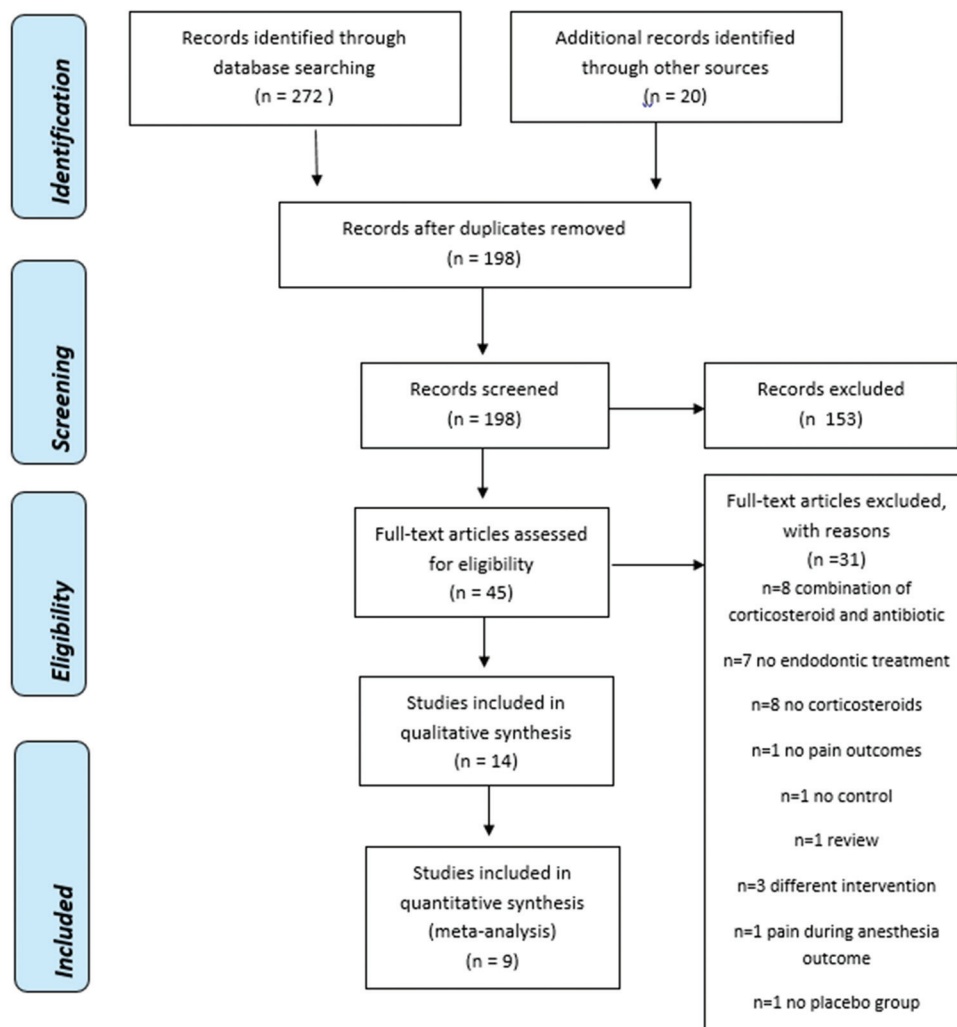 Identification
Records identified through
database searching
(n = 272 )
Additional records identified
through other sources
(n = 20)
Records after duplicates removed
(n = 198)
Screening
Records screened
(n = 198)
Records excluded
(n 153)
Eligibility
Full-text articles assessed
for eligibility
(n = 45)
Full-text articles excluded,
with reasons
(n =31)
n=8 combination of
corticosteroid and antibiotic
n=7 no endodontic treatment
n=8 no corticosteroids
n=1 no pain outcomes
n=1 no control
n=1 review
n=3 different intervention
n=1 pain during anesthesia
outcome
n=1 no placebo group
Studies included in
qualitative synthesis
(n = 14)
Included
Studies included in
quantitative synthesis
(meta-analysis)
(n = 9)